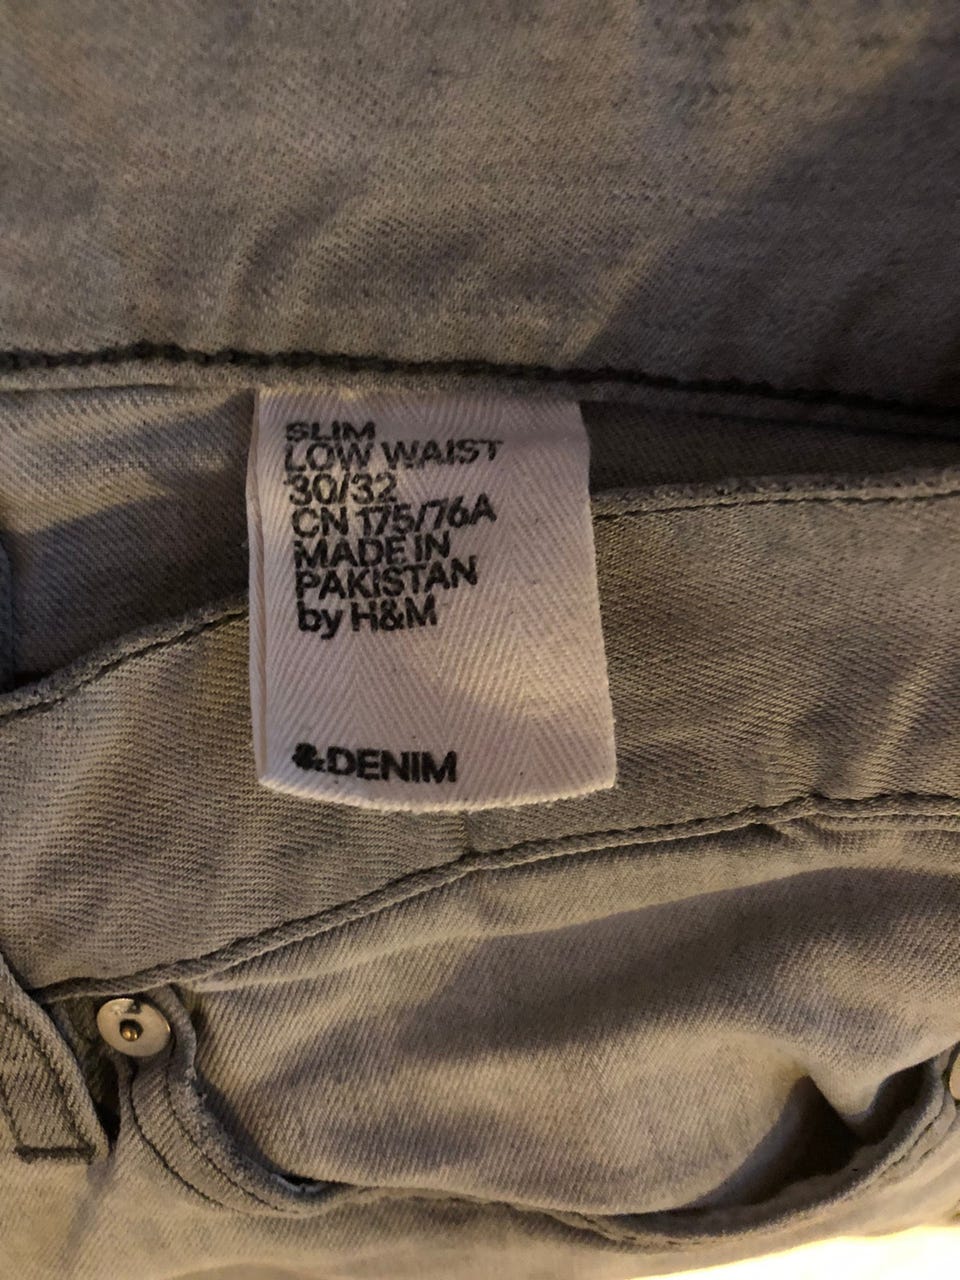 SLIM
LOW WAIST
30/32
CN 175/76A
MADE IN
PAKISTAN
by H&M
&DENIM